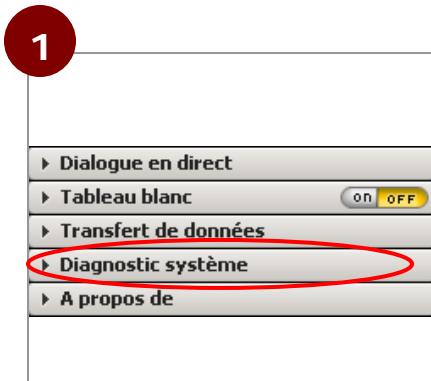 1
Dialogue en direct
Tableau blanc on OFF
Transfert de données
Diagnostic système
A propos de